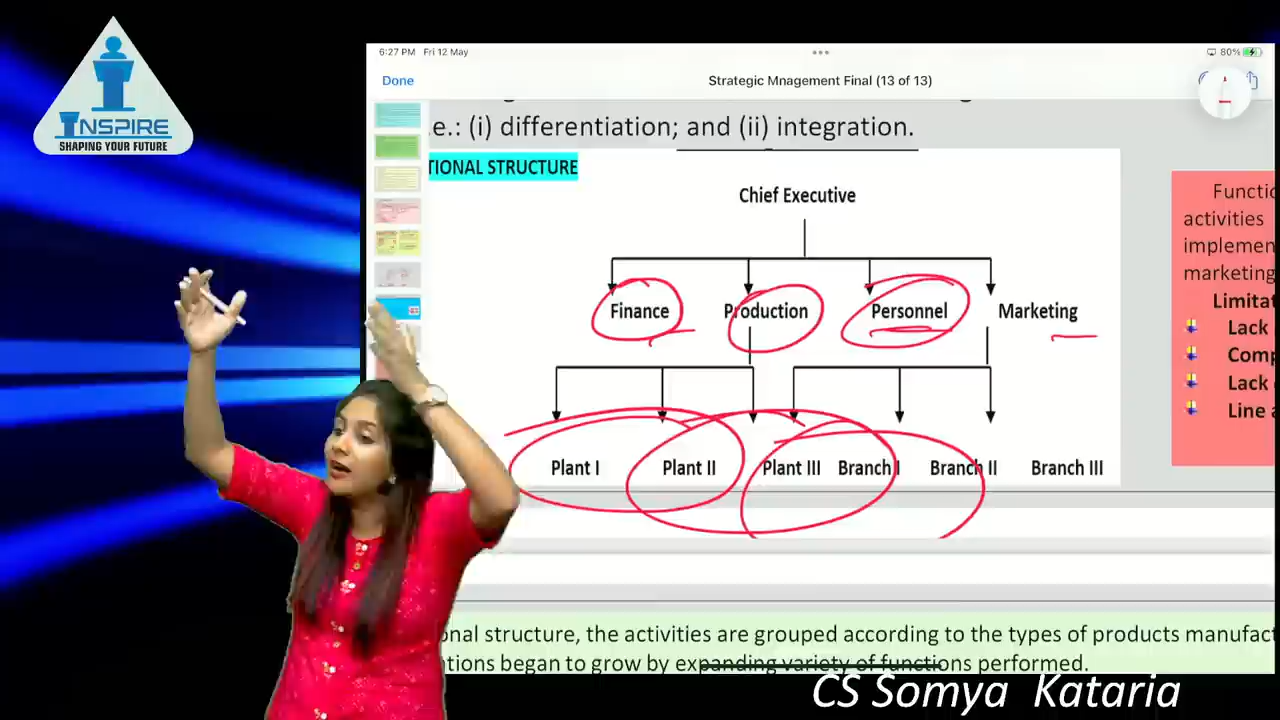 INSPIRE
SHAPING YOUR FUTURE
6:27 PM Fri 12 May
80%
Done
Strategic Mnagement Final (13 of 13)
.e.: (i) differentiation; and (ii) integration.
TIONAL STRUCTURE
Chief Executive
Finance Production Personnel Marketing
Plant I Plant II Plant III Branch I Branch II Branch III
Functio
activities
implemen
marketing
Limitat
Lack
Comp
Lack
Line a
onal structure, the activities are grouped according to the types of products manufact
tions began to grow by expanding variety of functions performed.
CS Somya Kataria